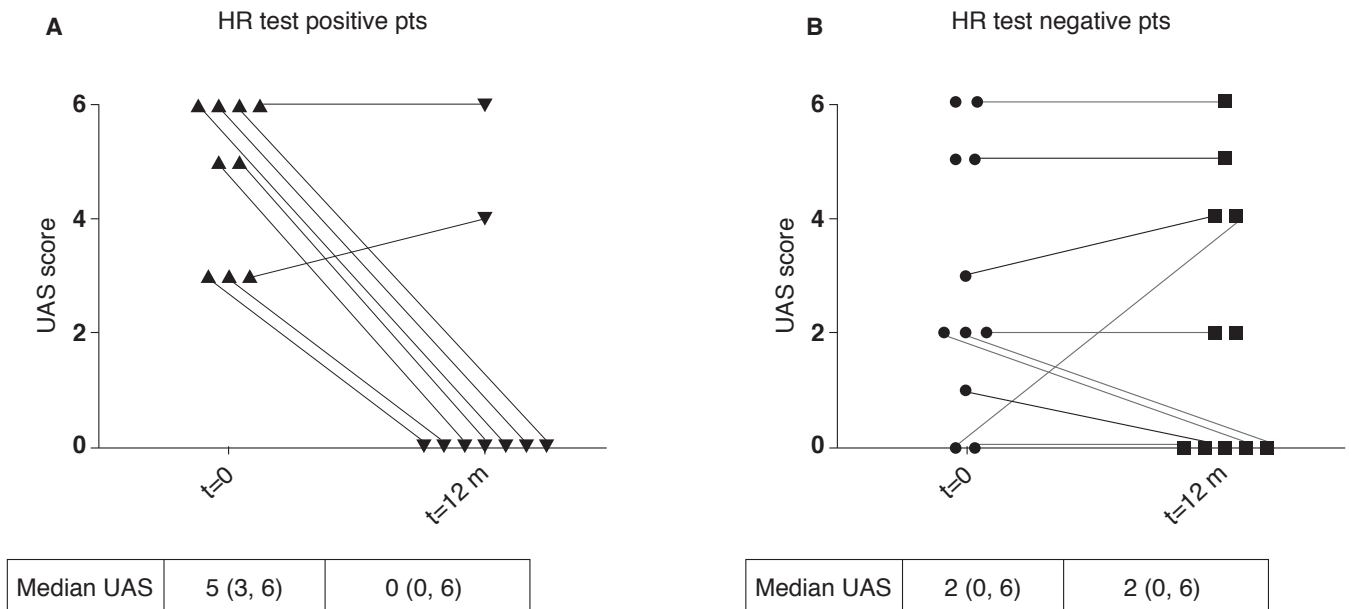 A
HR test positive pts
UAS score
6
4
2
0
t=0
t=12 m
Median UAS
5 (3, 6)
0 (0, 6)
B
HR test negative pts
UAS score
6
4
2
0
t=0
t=12 m
Median UAS
2 (0, 6)
2 (0, 6)